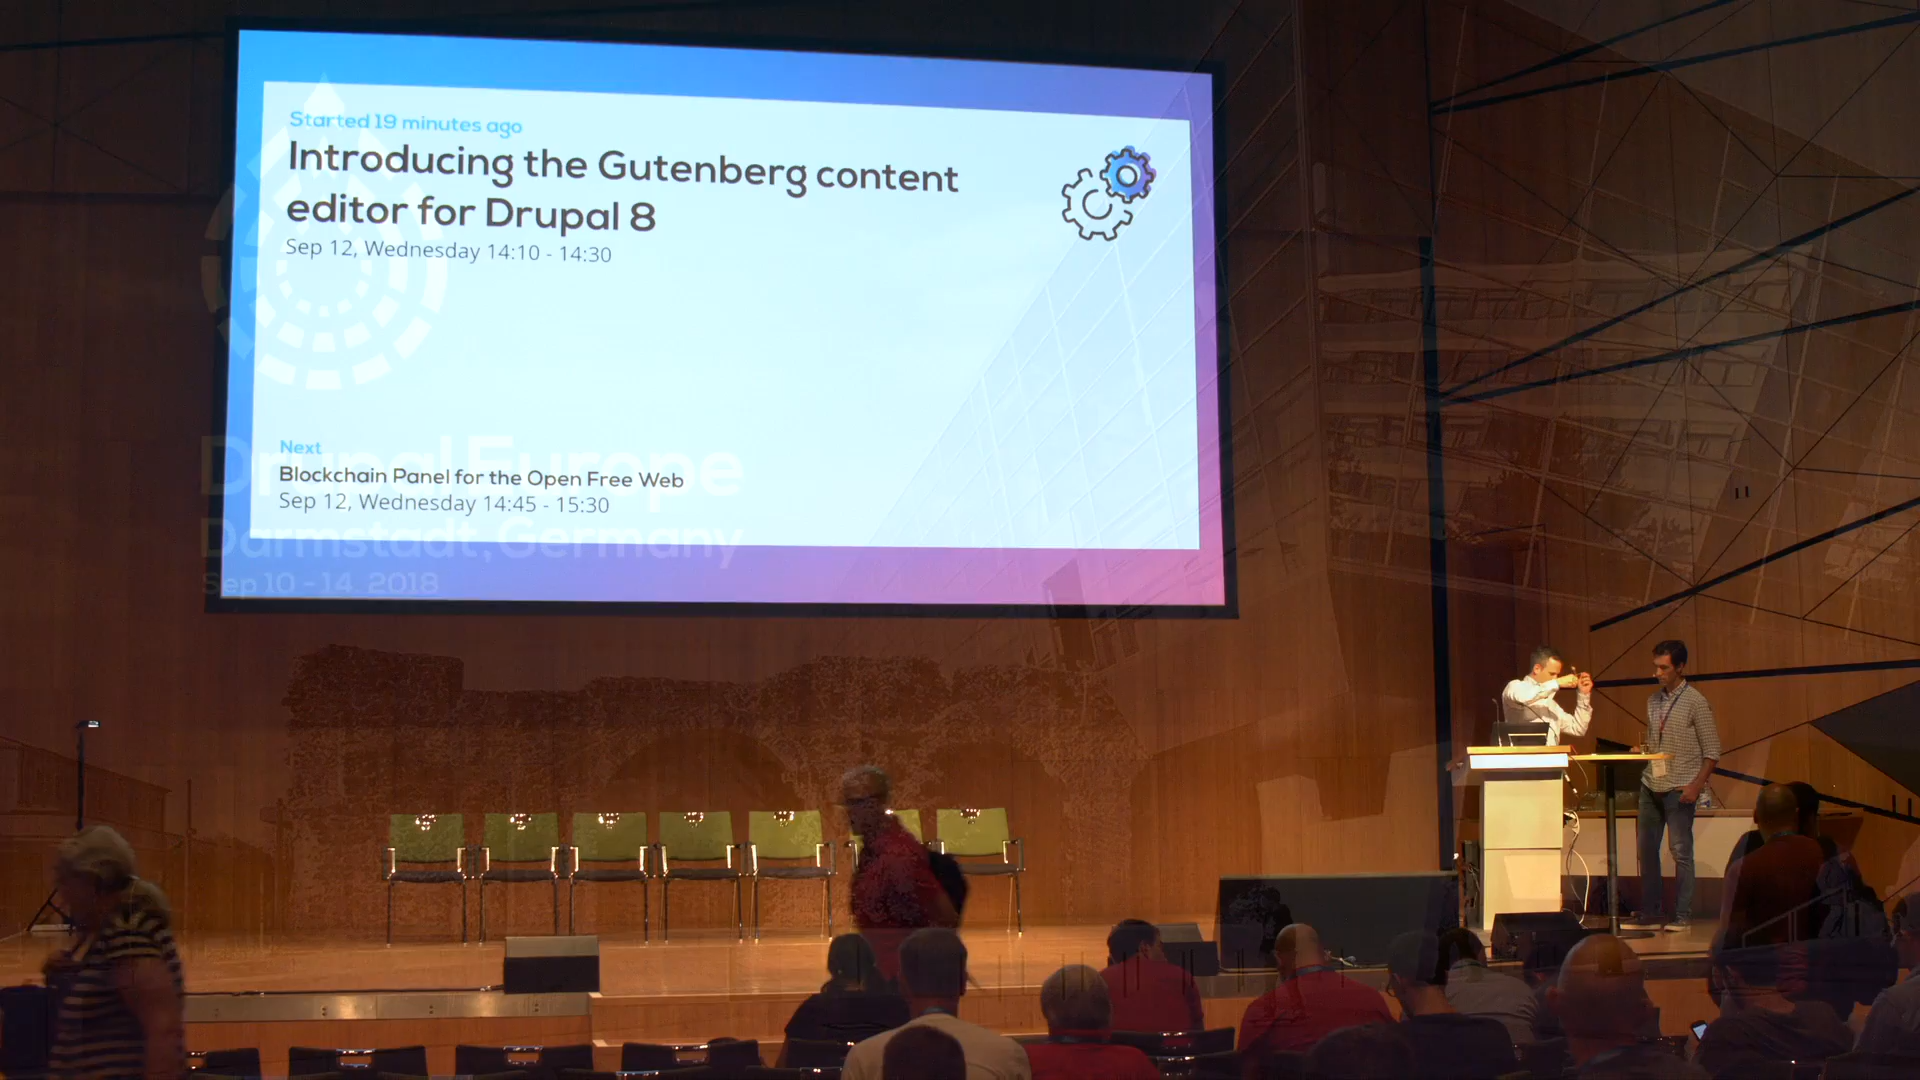 Started 19 minutes ago
Introducing the Gutenberg content
editor for Drupal 8
Sep 12, Wednesday 14:10 - 14:30
Next
Blockchain Panel for the Open Free Web
Sep 12, Wednesday 14:45 - 15:30
Drupal Europe
Darmstadt, Germany
Sep 10 - 14, 2018